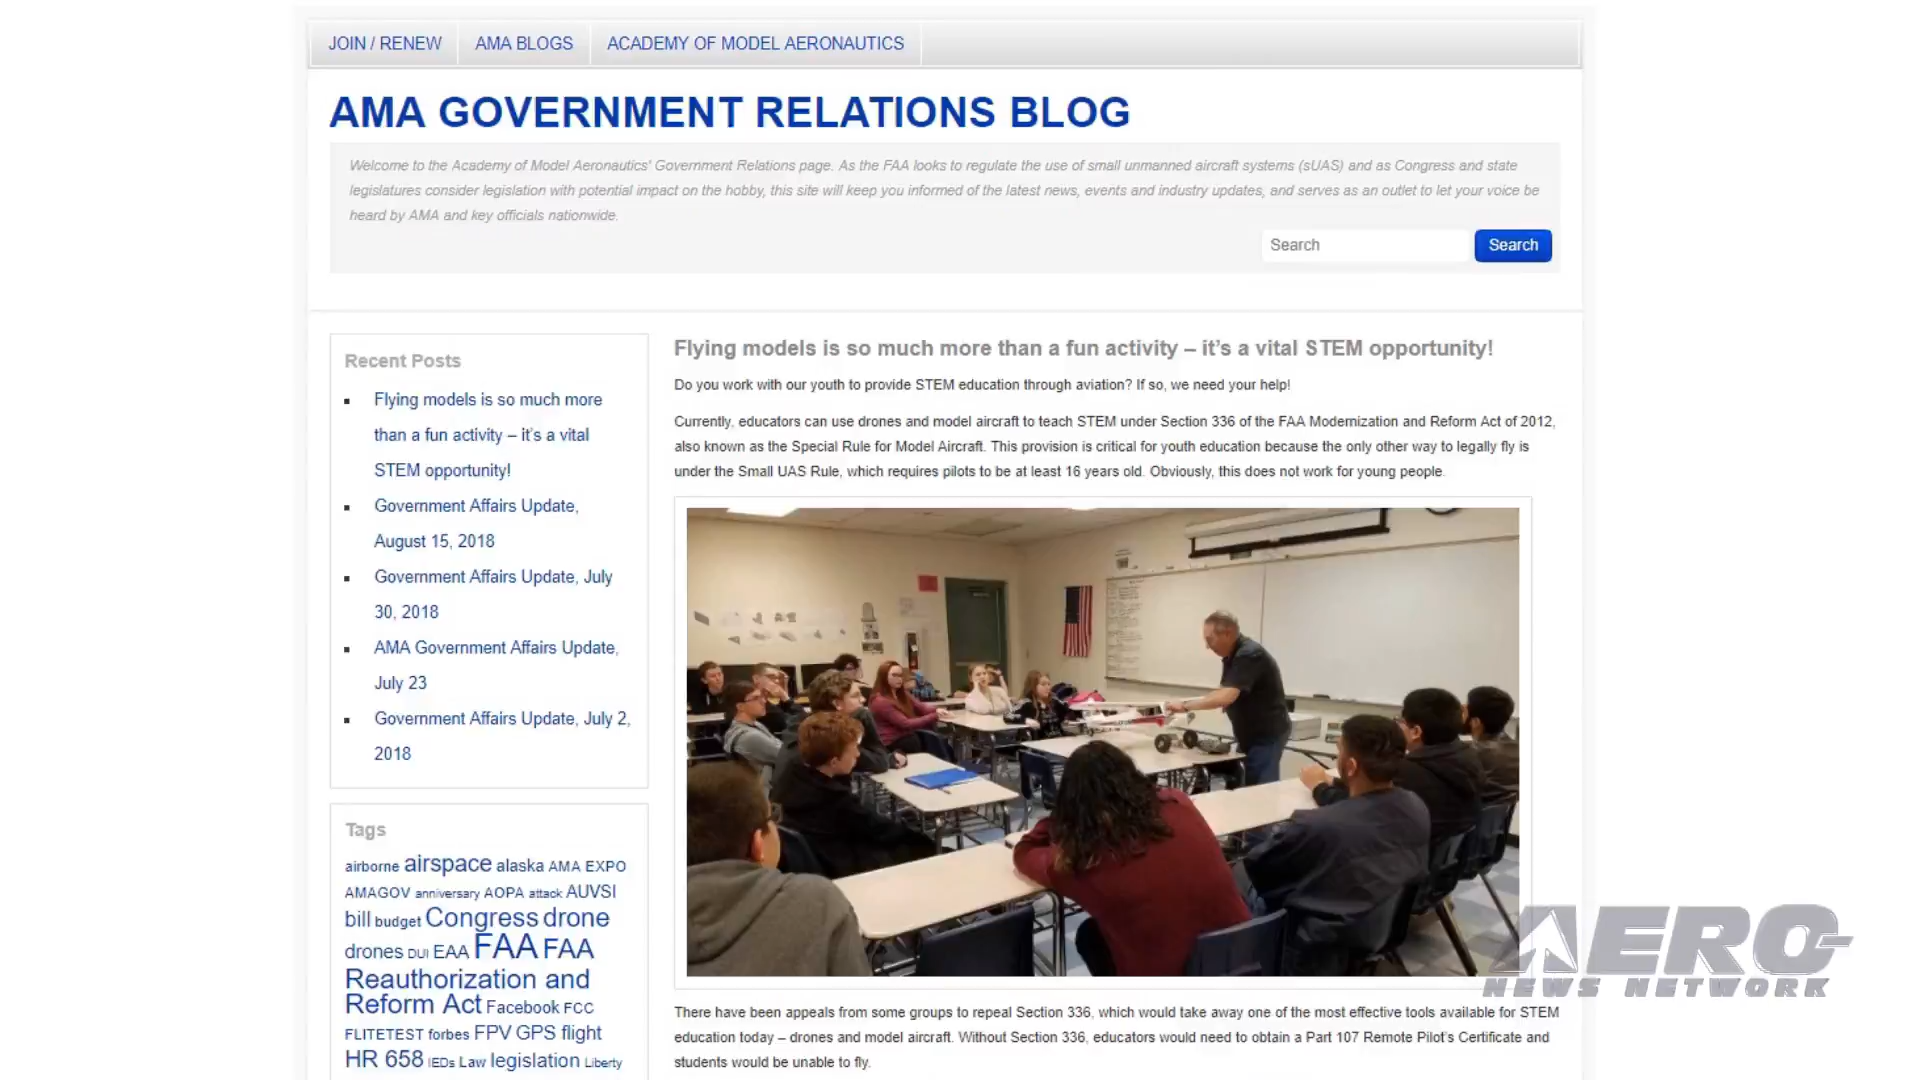 JOIN / RENEW
AMA BLOGS
ACADEMY OF MODEL AERONAUTICS
AMA GOVERNMENT RELATIONS BLOG
Welcome to the Academy of Model Aeronautics' Government Relations page. As the FAA looks to regulate the use of small unmanned aircraft systems (sUAS) and as Congress and state
legislatures consider legislation with potential impact on the hobby, this site will keep you informed of the latest news, events and industry updates, and serves as an outlet to let your voice be
heard by AMA and key officials nationwide.
Search
Search
Recent Posts
Flying models is so much more
than a fun activity – it's a vital
STEM opportunity!
Government Affairs Update,
August 15, 2018
Government Affairs Update, July
30, 2018
AMA Government Affairs Update,
July 23
Government Affairs Update, July 2,
2018
Tags
airborne airspace alaska AMA EXPO
AMAGOV anniversary AOPA attack AUVSI
bill budget Congress drone
drones DUI EAA FAA FAA
Reauthorization and
Reform Act Facebook FCC
FLITETEST forbes FPV GPS flight
HR 658 IEDs Law legislation Liberty
Flying models is so much more than a fun activity – it's a vital STEM opportunity!
Do you work with our youth to provide STEM education through aviation? If so, we need your help!
Currently, educators can use drones and model aircraft to teach STEM under Section 336 of the FAA Modernization and Reform Act of 2012,
also known as the Special Rule for Model Aircraft. This provision is critical for youth education because the only other way to legally fly is
under the Small UAS Rule, which requires pilots to be at least 16 years old. Obviously, this does not work for young people.
There have been appeals from some groups to repeal Section 336, which would take away one of the most effective tools available for STEM
education today – drones and model aircraft. Without Section 336, educators would need to obtain a Part 107 Remote Pilot's Certificate and
students would be unable to fly.
AERO-
NEWS NETWORK